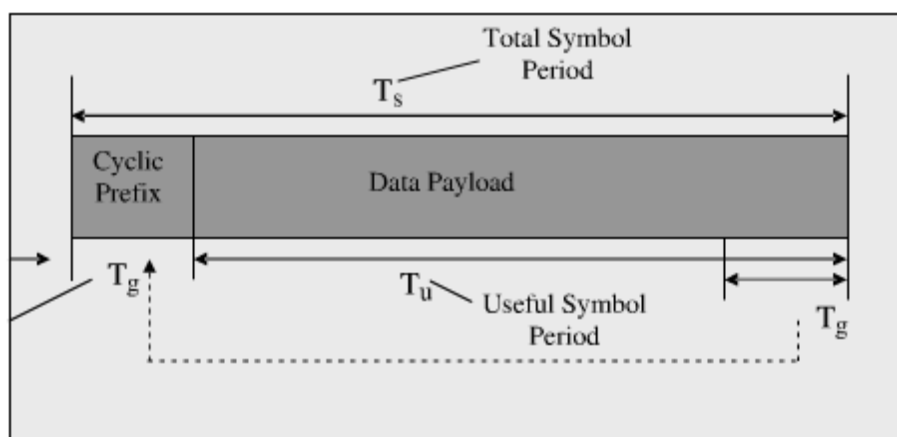 Total Symbol
Period
Ts
Cyclic
Prefix
Data Payload
Tg
Tu
Useful Symbol
Period
Tg